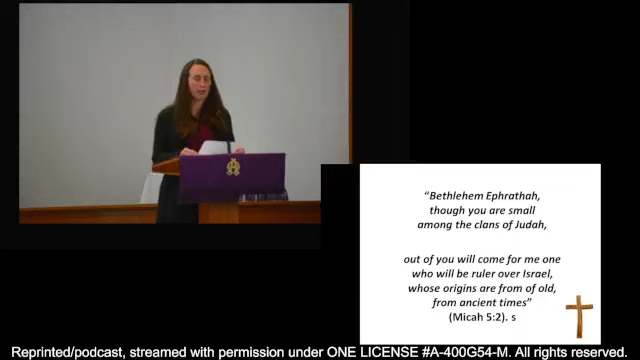 “Bethlehem Ephrathah,
though you are small
among the clans of Judah,
out of you will come for me one
who will be ruler over Israel,
whose origins are from of old,
from ancient times”
(Micah 5:2). s
Reprinted/podcast, streamed with permission under ONE LICENSE #A-400G54-M. All rights reserved.